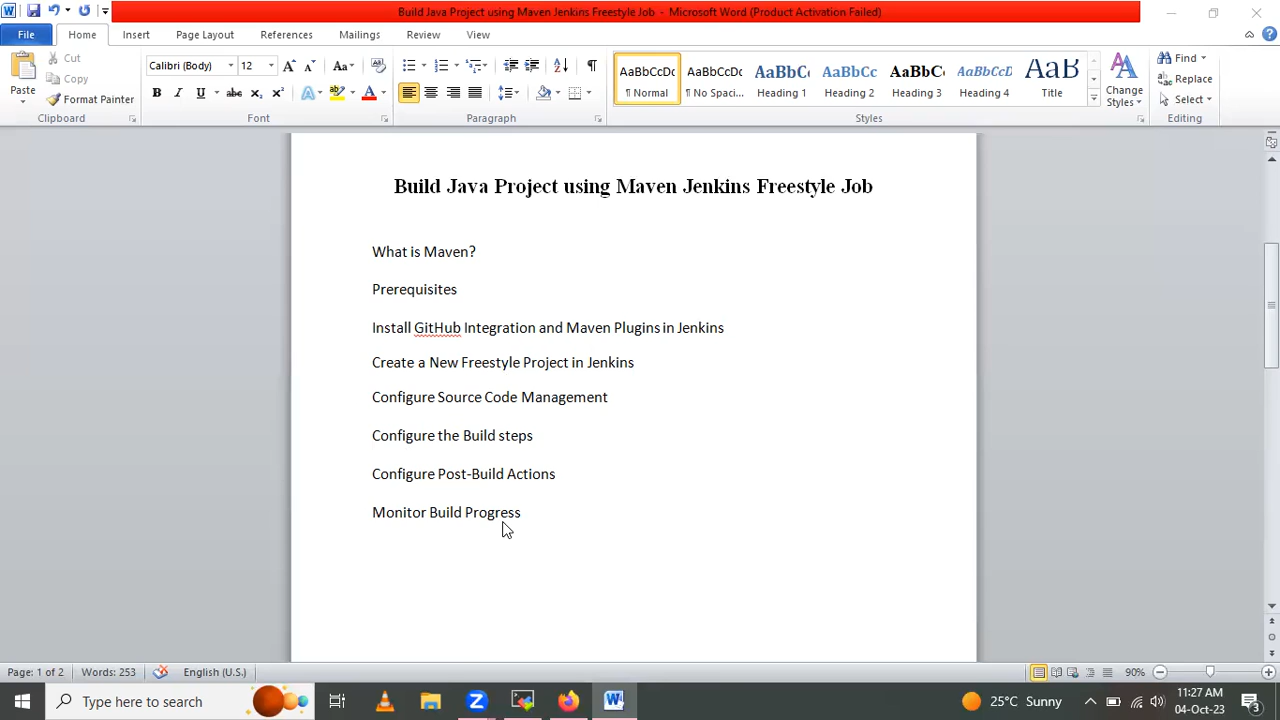 Build Java Project using Maven Jenkins Freestyle Job - Microsoft Word (Product Activation Failed)
File Home Insert Page Layout References Mailings Review View
Paste
Cut
Copy
Format Painter
Clipboard
Calibri (Body) 12
Font
Paragraph
AaBbCcDc AaBbCcDc AaBbC AaBbCc AaBbC AaBbCcDc AaB
¶ Normal ¶ No Spaci... Heading 1 Heading 2 Heading 3 Heading 4 Title
Change Styles
Styles
Find
Replace
Select
Editing
Build Java Project using Maven Jenkins Freestyle Job
What is Maven?
Prerequisites
Install GitHub Integration and Maven Plugins in Jenkins
Create a New Freestyle Project in Jenkins
Configure Source Code Management
Configure the Build steps
Configure Post-Build Actions
Monitor Build Progress
Page: 1 of 2 Words: 253 English (U.S.) 90%
Type here to search
25°C Sunny
11:27 AM
04-Oct-23
3